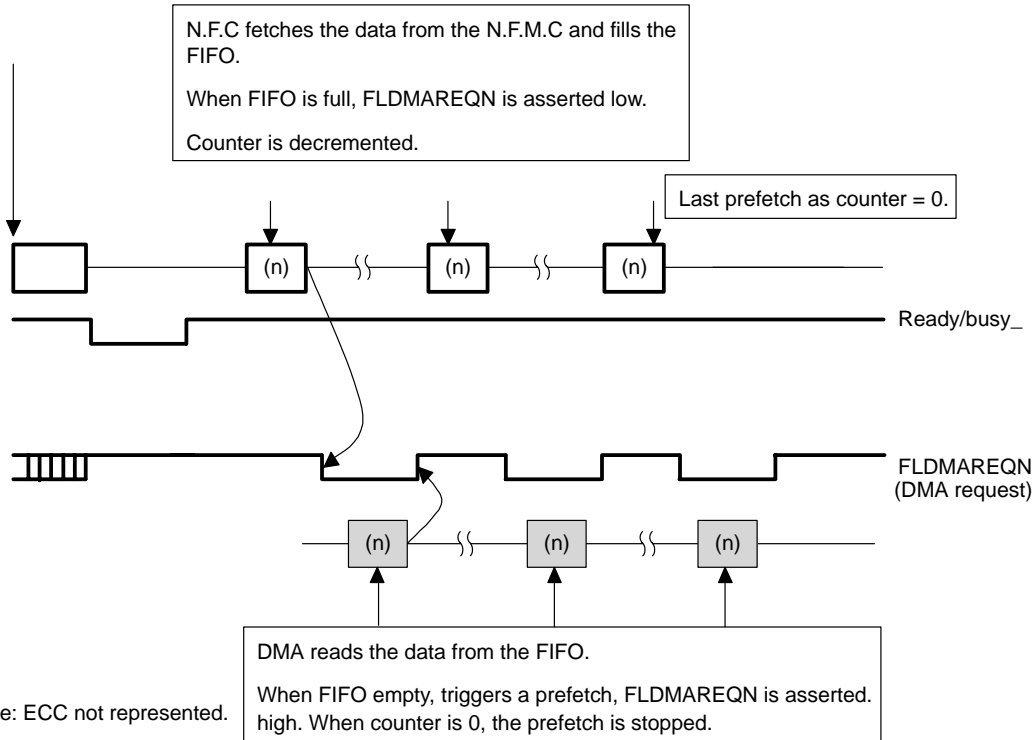 N.F.C fetches the data from the N.F.M.C and fills the
FIFO.
When FIFO is full, FLDMAREQN is asserted low.
Counter is decremented.
Last prefetch as counter = 0.
(n)
(n)
(n)
Ready/busy_
FLDMAREQN
(DMA request)
(n)
(n)
(n)
DMA reads the data from the FIFO.
When FIFO empty, triggers a prefetch, FLDMAREQN is asserted.
high. When counter is 0, the prefetch is stopped.
e: ECC not represented.